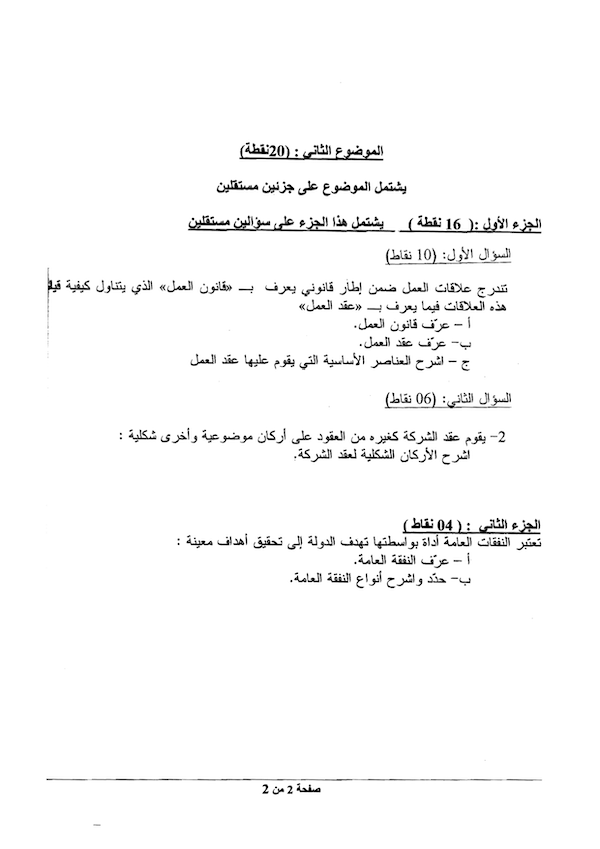 الموضوع الثاني : (20نقطة)
يشتمل الموضوع على جزئين مستقلين
الجزء الأول :( 16 نقطة ) يشتمل هذا الجزء على سؤالين مستقلين
السؤال الأول: (10 نقاط)
تندرج علاقات العمل ضمن إطار قانوني يعرف بـ «قانون العمل» الذي يتناول كيفية
هذه العلاقات فيما يعرف بـ «عقد العمل»
أ – عرّف قانون العمل.
ب- عرّف عقد العمل.
ج – اشرح العناصر الأساسية التي يقوم عليها عقد العمل
السؤال الثاني: (06 نقاط)
2- يقوم عقد الشركة كغيره من العقود على أركان موضوعية وأخرى شكلية :
اشرح الأركان الشكلية لعقد الشركة.
الجزء الثاني : ( 04 نقاط )
تعتبر النفقات العامة أداة بواسطتها تهدف الدولة إلى تحقيق أهداف معينة :
أ – عرّف النفقة العامة.
ب- حدّد واشرح أنواع النفقة العامة.
صفحة 2 من 2